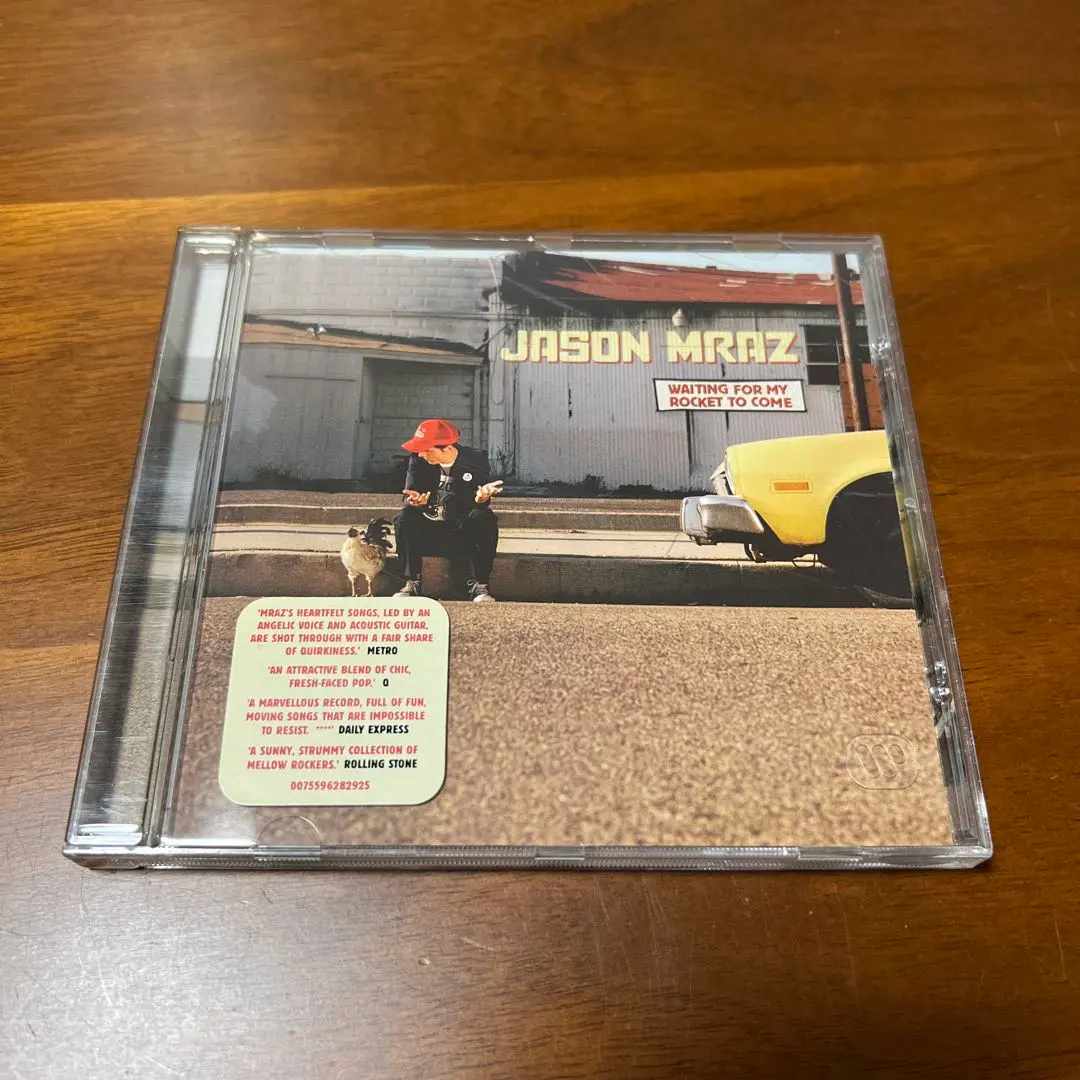 JASON MRAZ
WAITING FOR MY
ROCKET TO COME
'MRAZ'S HEARTFELT SONGS, LED BY AN
ANGELIC VOICE AND ACOUSTIC GUITAR,
ARE SHOT THROUGH WITH A FAIR SHARE
OF QUIRKINESS.' METRO
'AN ATTRACTIVE BLEND OF CHIC,
FRESH-FACED POP.' Q
'A MARVELLOUS RECORD, FULL OF FUN,
MOVING SONGS THAT ARE IMPOSSIBLE
TO RESIST. ****' DAILY EXPRESS
'A SUNNY, STRUMMY COLLECTION OF
MELLOW ROCKERS.' ROLLING STONE
0075596282925